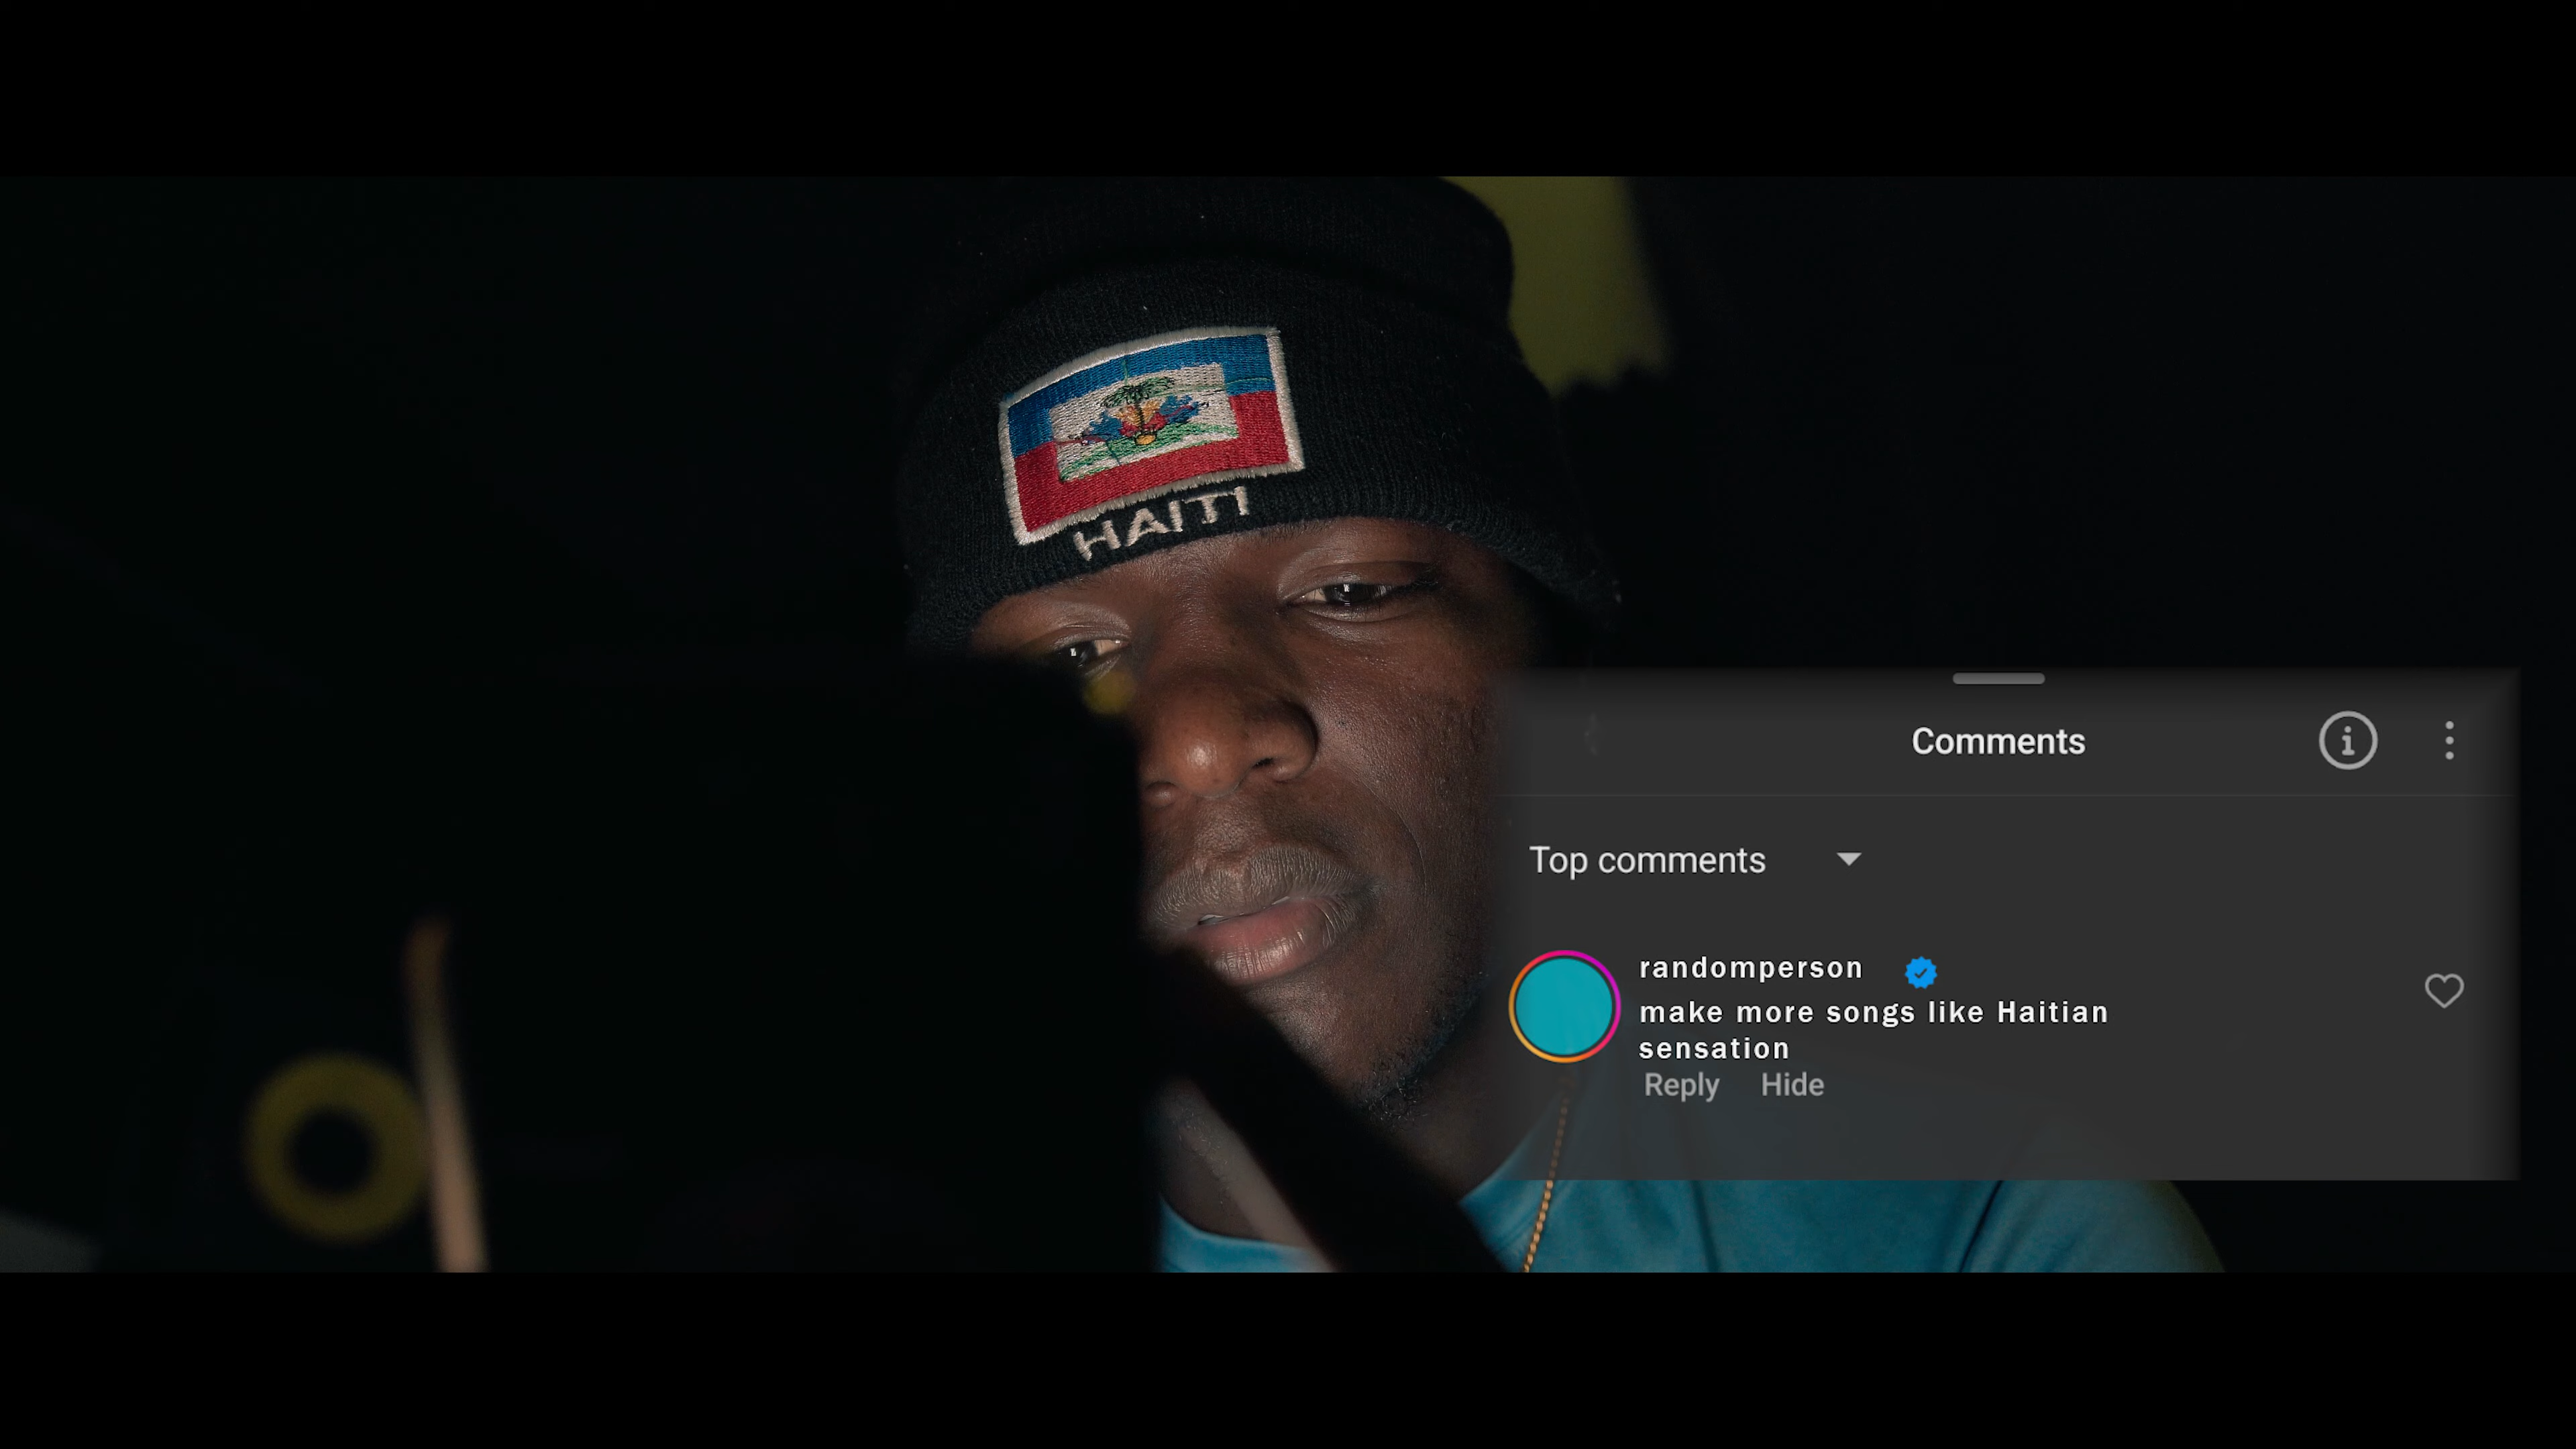 HAITI
Comments
Top comments
randomperson
make more songs like Haitian
sensation
Reply Hide